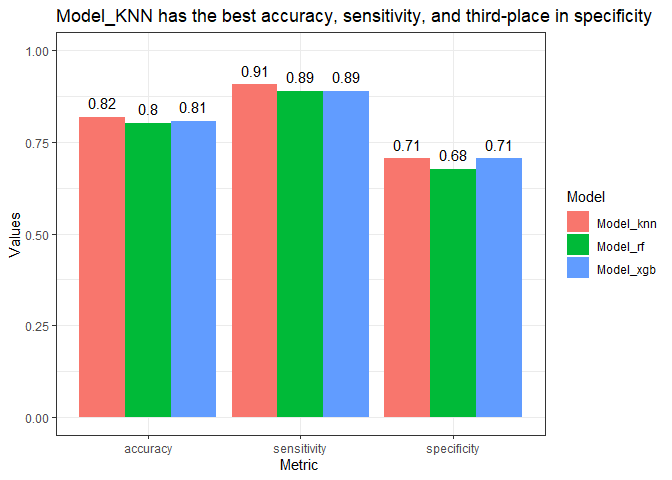 Model_KNN has the best accuracy, sensitivity, and third-place in specificity
1.00
0.75
0.50
0.25
0.00
Values
0.82
0.8
0.81
0.91
0.89
0.89
0.71
0.68
0.71
accuracy
sensitivity
specificity
Metric
Model
Model_knn
Model_rf
Model_xgb